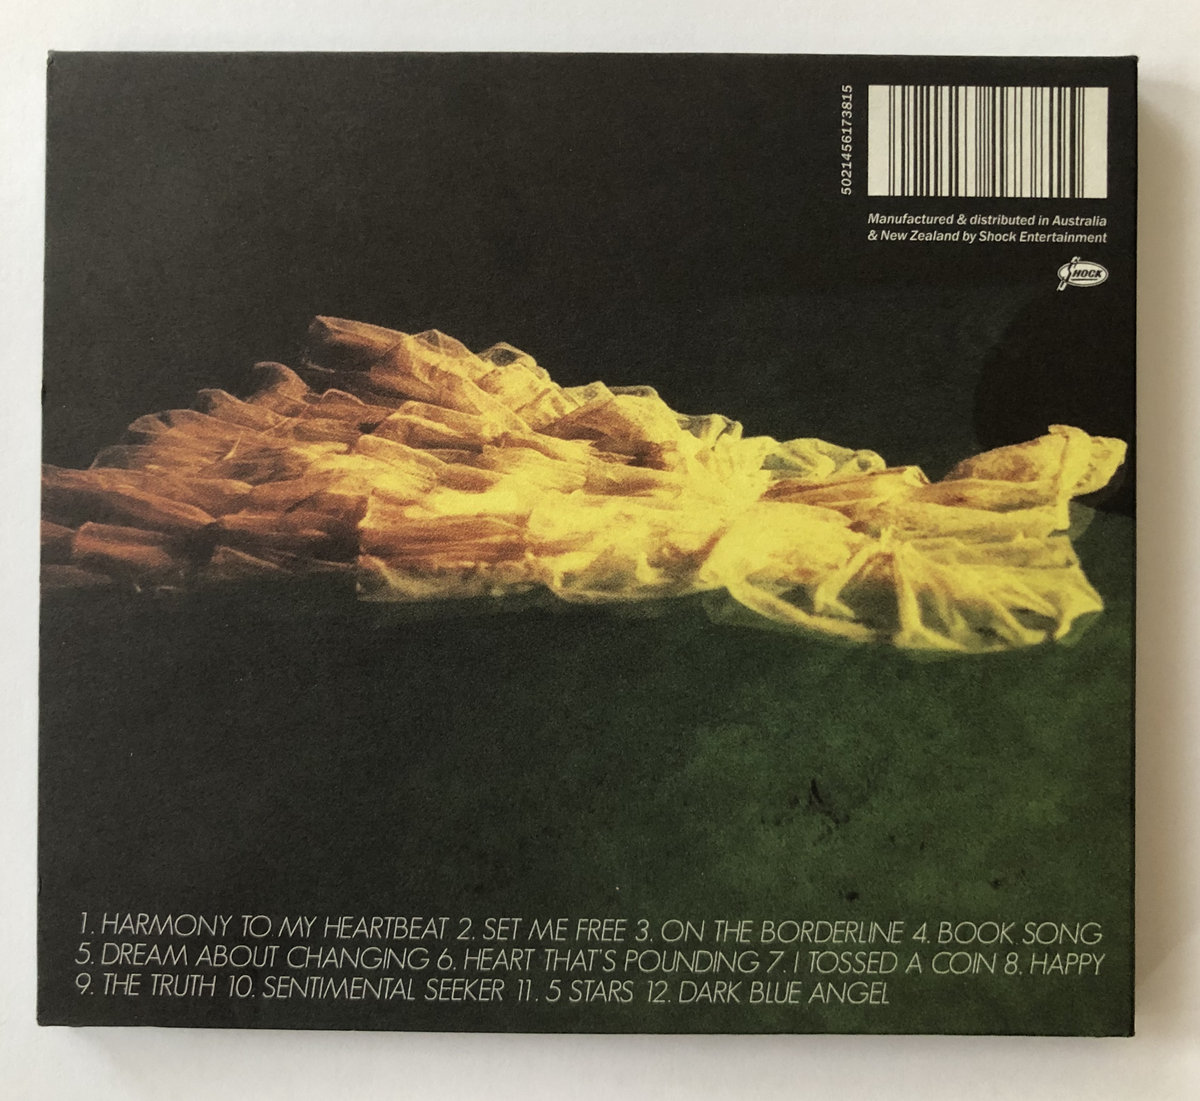 5021456173815
Manufactured & distributed in Australia
& New Zealand by Shock Entertainment
SHOCK
1. HARMONY TO MY HEARTBEAT 2. SET ME FREE 3. ON THE BORDERLINE 4. BOOK SONG
5. DREAM ABOUT CHANGING 6. HEART THAT'S POUNDING 7. I TOSSED A COIN 8. HAPPY
9. THE TRUTH 10. SENTIMENTAL SEEKER 11. 5 STARS 12. DARK BLUE ANGEL